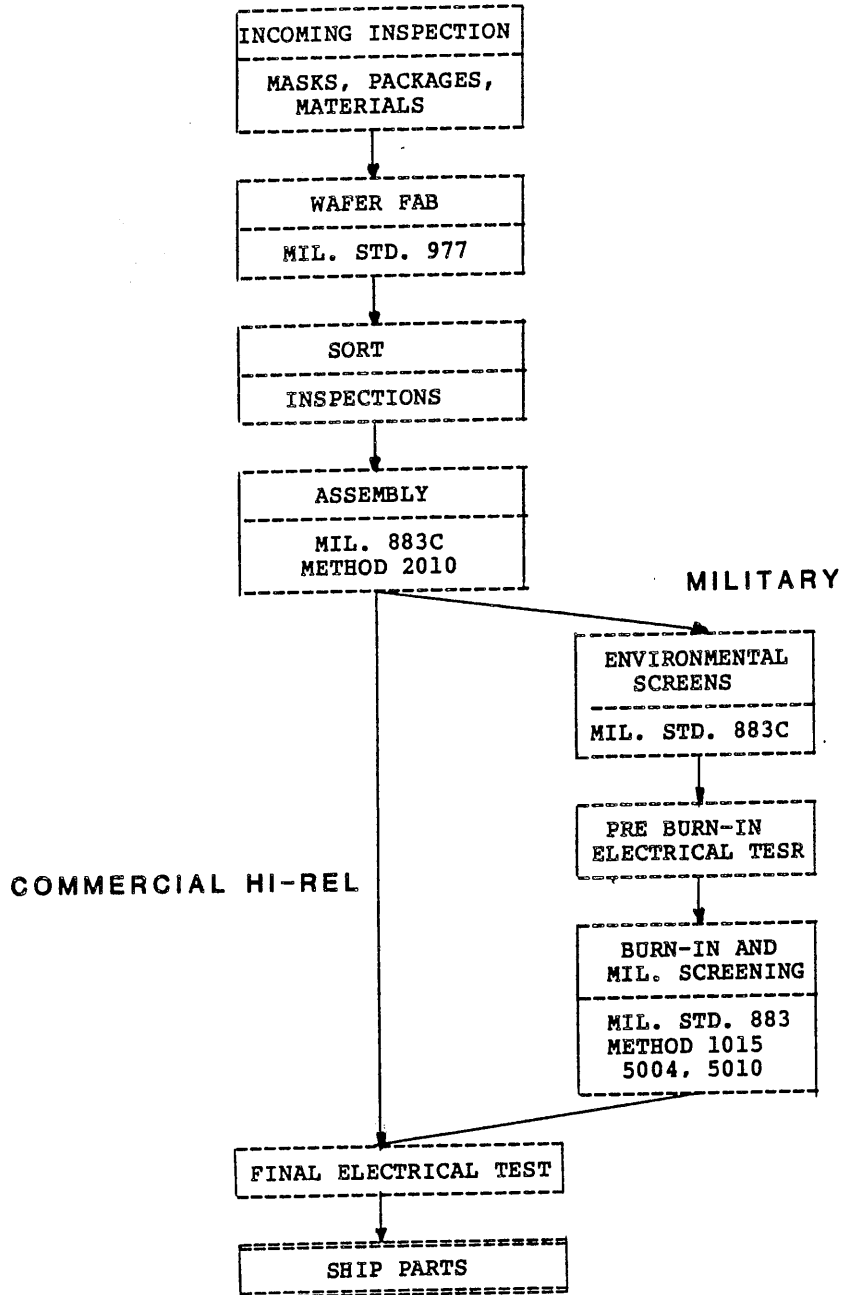 INCOMING INSPECTION
MASKS, PACKAGES,
MATERIALS
WAFER FAB
MIL. STD. 977
SORT
INSPECTIONS
ASSEMBLY
MIL. 883C
METHOD 2010
MILITARY
ENVIRONMENTAL
SCREENS
MIL. STD. 883C
PRE BURN-IN
ELECTRICAL TESR
COMMERCIAL HI-REL
BURN-IN AND
MIL. SCREENING
MIL. STD. 883
METHOD 1015
5004, 5010
FINAL ELECTRICAL TEST
SHIP PARTS